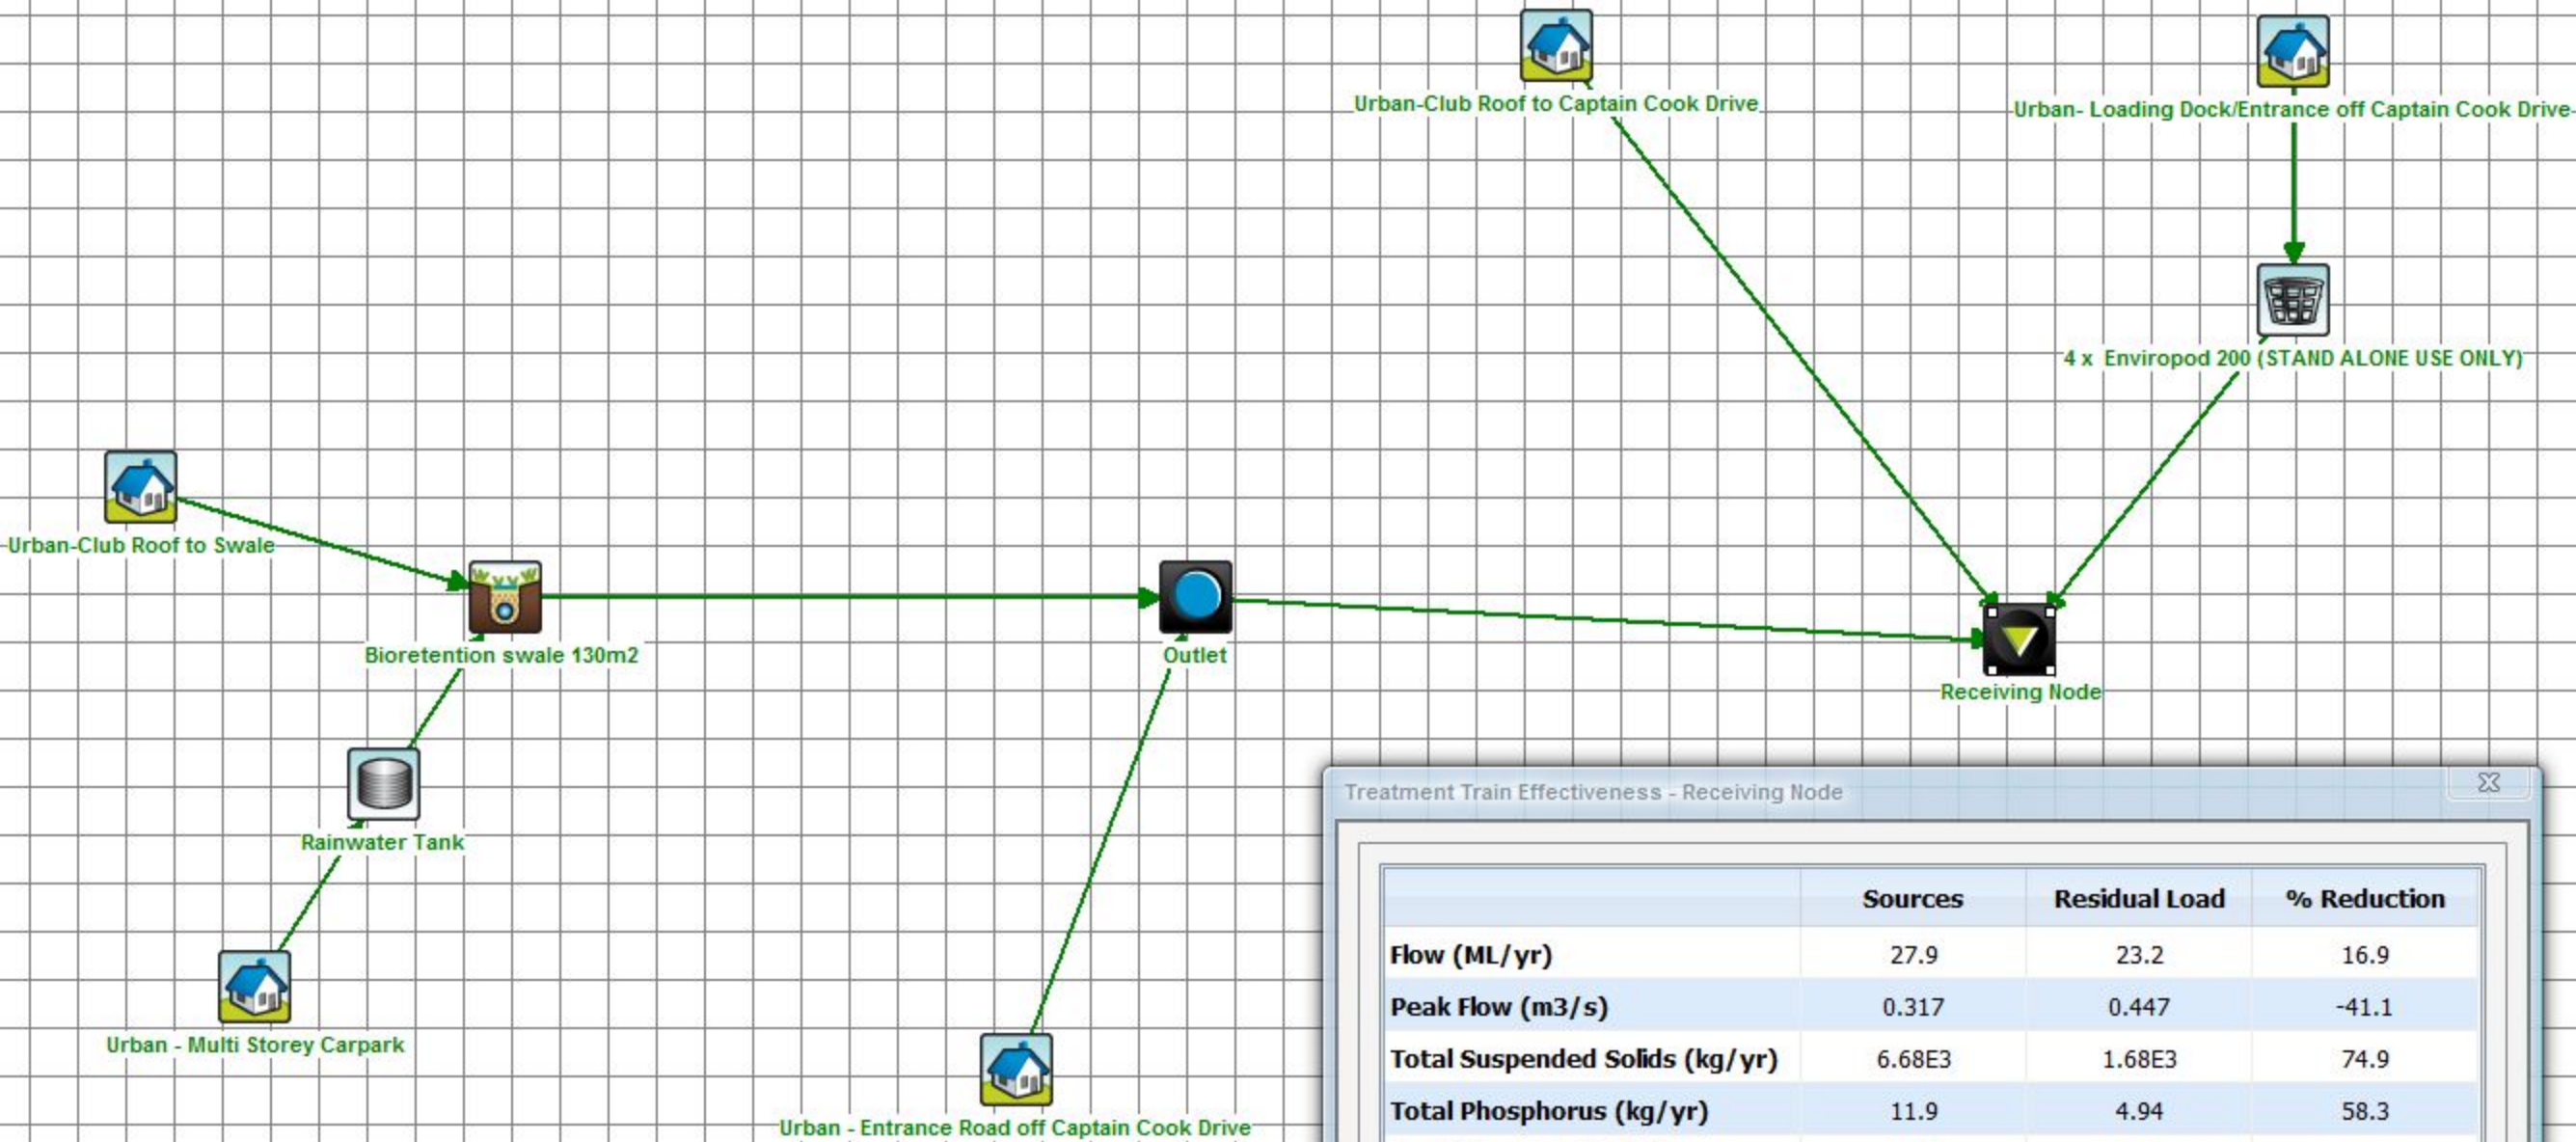 Urban-Club Roof to Captain Cook Drive
Urban- Loading Dock/Entrance off Captain Cook Drive
4 x  Enviropod 200 (STAND ALONE USE ONLY)
Urban-Club Roof to Swale
Bioretention swale 130m2
Outlet
Receiving Node
Rainwater Tank
Urban - Multi Storey Carpark
Urban - Entrance Road off Captain Cook Drive
Treatment Train Effectiveness - Receiving Node
Sources Residual Load % Reduction
Flow (ML/yr) 27.9 23.2 16.9
Peak Flow (m3/s) 0.317 0.447 -41.1
Total Suspended Solids (kg/yr) 6.68E3 1.68E3 74.9
Total Phosphorus (kg/yr) 11.9 4.94 58.3